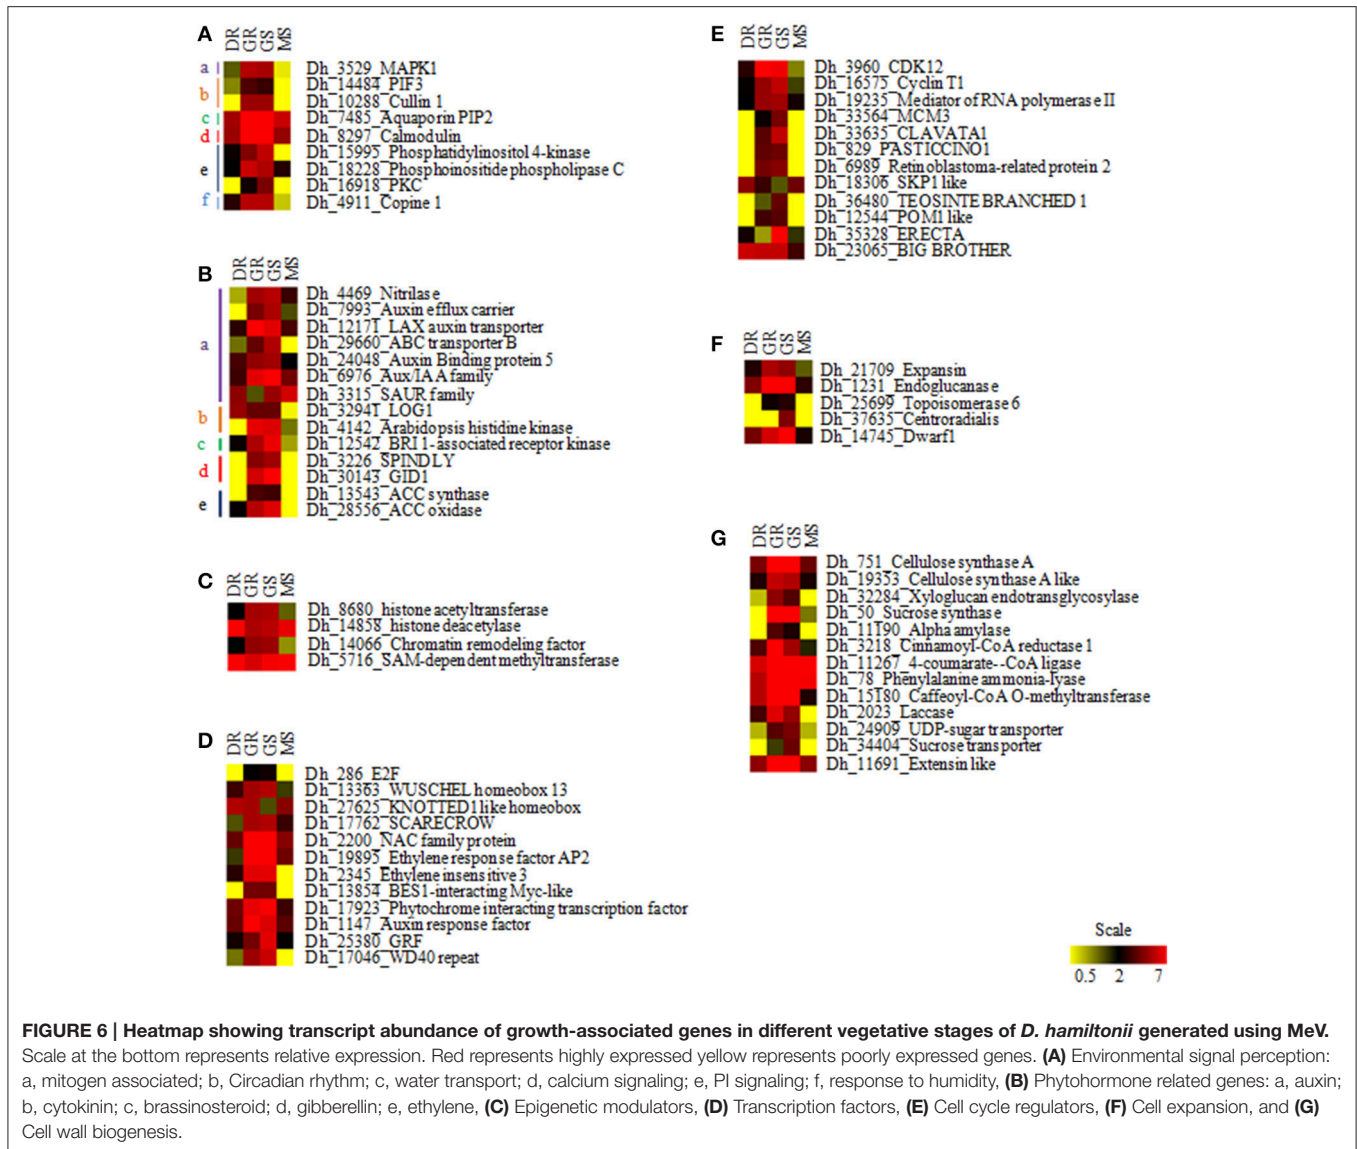 A
DR GR GS MS
a
b
c
d
e
f
Dh_3529_MAPK1
Dh_14484_PIF3
Dh_10288_Cullin 1
Dh_7485_Aquaporin PIP2
Dh_8297_Calmodulin
Dh_15995_Phosphatidylinositol 4-kinase
Dh_18228_Phosphoinositide phospholipase C
Dh_16918_PKC
Dh_4911_Copine 1
B
DR GR GS MS
a
b
c
d
e
Dh_4469_Nitrilase
Dh_7993_Auxin efflux carrier
Dh_12171_LAX auxin transporter
Dh_29660_ABC transporter B
Dh_24048_Auxin Binding protein 5
Dh_6976_Aux/IAA family
Dh_3315_SAUR family
Dh_32941_LOG1
Dh_4142_Arabidopsis histidine kinase
Dh_12542_BRI 1-associated receptor kinase
Dh_3226_SPINDLY
Dh_30143_GID1
Dh_13543_ACC synthase
Dh_28556_ACC oxidase
C
DR GR GS MS
Dh_8680_histone acetyltransferase
Dh_14858_histone deacetylase
Dh_14066_Chromatin remodeling factor
Dh_5716_SAM-dependent methyltransferase
D
DR GR GS MS
Dh_286_E2F
Dh_13363_WUSCHEL homeobox 13
Dh_27625_KNOTTED1 like homeobox
Dh_17762_SCARECROW
Dh_2200_NAC family protein
Dh_19895_Ethylene response factor AP2
Dh_2345_Ethylene insensitive 3
Dh_13854_BES1-interacting Myc-like
Dh_17923_Phytochrome interacting transcription factor
Dh_1147_Auxin response factor
Dh_25380_GRF
Dh_17046_WD40 repeat
E
DR GR GS MS
Dh_3960_CDK12
Dh_16575_Cyclin T1
Dh_19235_Mediator of RNA polymerase II
Dh_33564_MCM3
Dh_33635_CLAVATA1
Dh_829_PASTICCINO1
Dh_6989_Retinoblastoma-related protein 2
Dh_18306_SKP1 like
Dh_36480_TEOSINTE BRANCHED 1
Dh_12544_POM1 like
Dh_35328_ERECTA
Dh_23065_BIG BROTHER
F
DR GR GS MS
Dh_21709_Expansin
Dh_1231_Endoglucanase
Dh_25699_Topoisomerase 6
Dh_37635_Centroradialis
Dh_14745_Dwarf1
G
DR GR GS MS
Dh_751_Cellulose synthase A
Dh_19353_Cellulose synthase A like
Dh_32284_Xyloglucan endotransglycosylase
Dh_50_Sucrose synthase
Dh_11190_Alpha amylase
Dh_3218_Cinnamoyl-CoA reductase 1
Dh_11267_4-coumarate--CoA ligase
Dh_78_Phenylalanine ammonia-lyase
Dh_15180_Caffeoyl-CoA O-methyltransferase
Dh_2023_Laccase
Dh_24909_UDP-sugar transporter
Dh_34404_Sucrose transporter
Dh_11691_Extensin like
Scale
0.5 2 7
FIGURE 6 | Heatmap showing transcript abundance of growth-associated genes in different vegetative stages of D. hamiltonii generated using MeV.
Scale at the bottom represents relative expression. Red represents highly expressed yellow represents poorly expressed genes. (A) Environmental signal perception:
a, mitogen associated; b, Circadian rhythm; c, water transport; d, calcium signaling; e, PI signaling; f, response to humidity, (B) Phytohormone related genes: a, auxin;
b, cytokinin; c, brassinosteroid; d, gibberellin; e, ethylene, (C) Epigenetic modulators, (D) Transcription factors, (E) Cell cycle regulators, (F) Cell expansion, and (G)
Cell wall biogenesis.